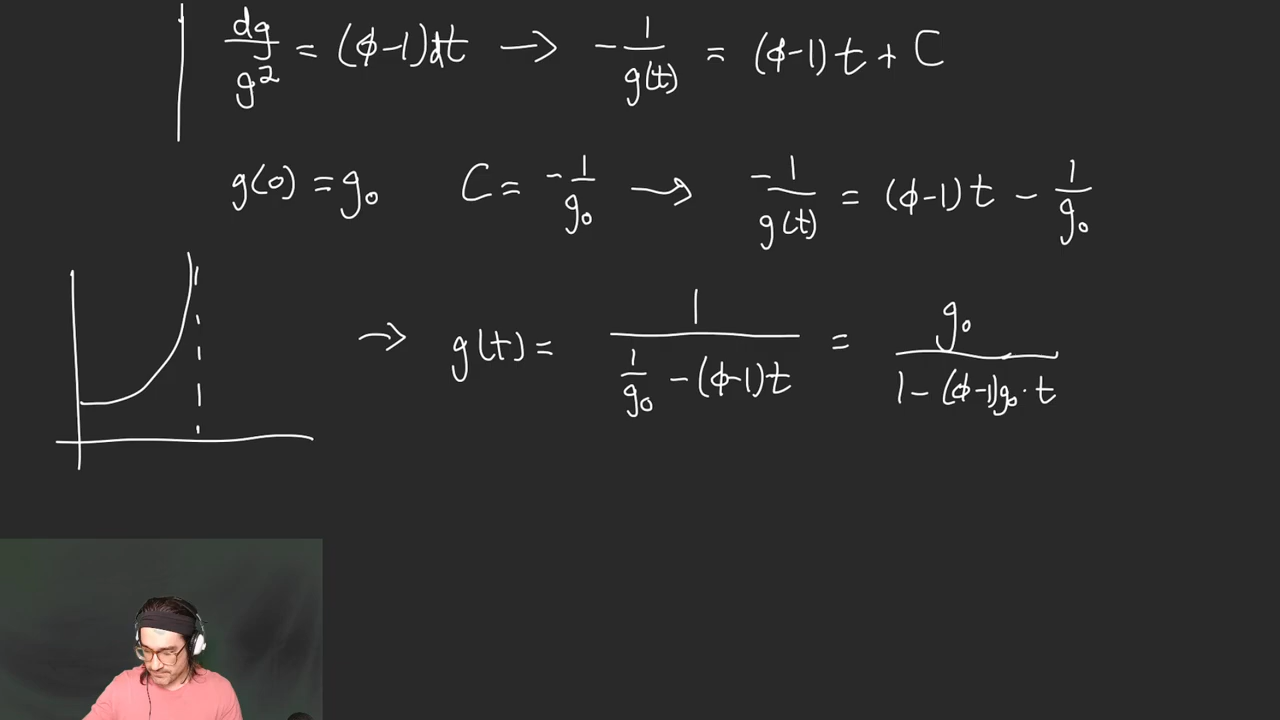 dg/g² = (ϕ-1)dt → -1/g(t) = (ϕ-1)t + C
g(0) = g₀ C = -1/g₀ → -1/g(t) = (ϕ-1)t - 1/g₀
→ g(t) = 1/(1/g₀ - (ϕ-1)t) = g₀/(1 - (ϕ-1)g₀·t)